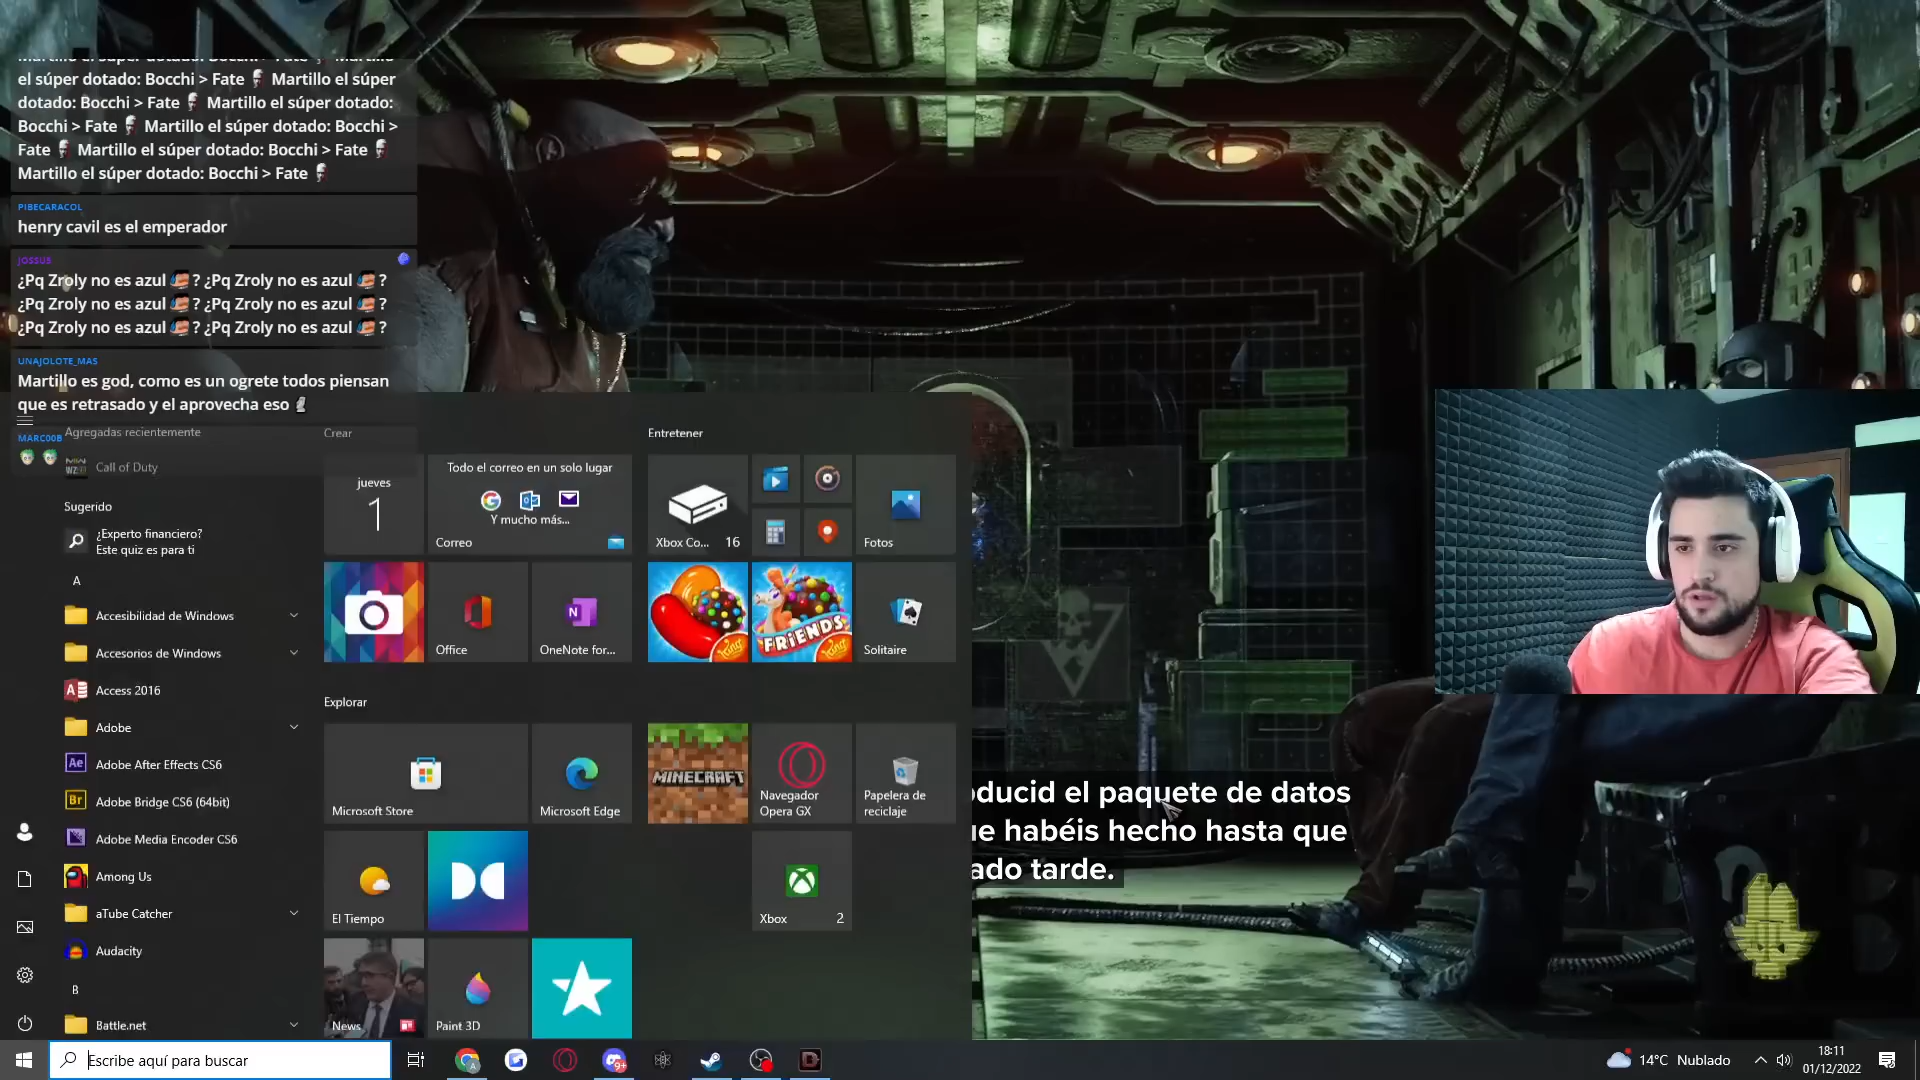 el súper dotado: Bocchi > Fate Martillo el súper
dotado: Bocchi > Fate Martillo el súper dotado:
Bocchi > Fate Martillo el súper dotado: Bocchi >
Fate Martillo el súper dotado: Bocchi > Fate
Martillo el súper dotado: Bocchi > Fate
PIBECARACOL
henry cavil es el emperador
JOSSU5
¿Pq Zroly no es azul ? ¿Pq Zroly no es azul ?
¿Pq Zroly no es azul ? ¿Pq Zroly no es azul ?
¿Pq Zroly no es azul ? ¿Pq Zroly no es azul ?
UNAJOLOTE_MAS
Martillo es god, como es un ogrete todos piensan
que es retrasado y el aprovecha eso
MARC00B
Agregadas recientemente
Call of Duty
Sugerido
¿Experto financiero?
Este quiz es para ti
A
Accesibilidad de Windows
Accesorios de Windows
Access 2016
Adobe
Adobe After Effects CS6
Adobe Bridge CS6 (64bit)
Adobe Media Encoder CS6
Among Us
aTube Catcher
Audacity
B
Battle.net
Crear
jueves
1
Todo el correo en un solo lugar
Y mucho más...
Correo
Office
OneNote for...
Explorar
Microsoft Store
Microsoft Edge
El Tiempo
News
Paint 3D
Entretener
Xbox Co... 16
Fotos
King
FRIENDS
King
Solitaire
MINECRAFT
Navegador
Opera GX
Papelera de
reciclaje
Xbox 2
oducid el paquete de datos
ue habéis hecho hasta que
ado tarde.
Escribe aquí para buscar
9+
14°C Nublado
18:11
01/12/2022